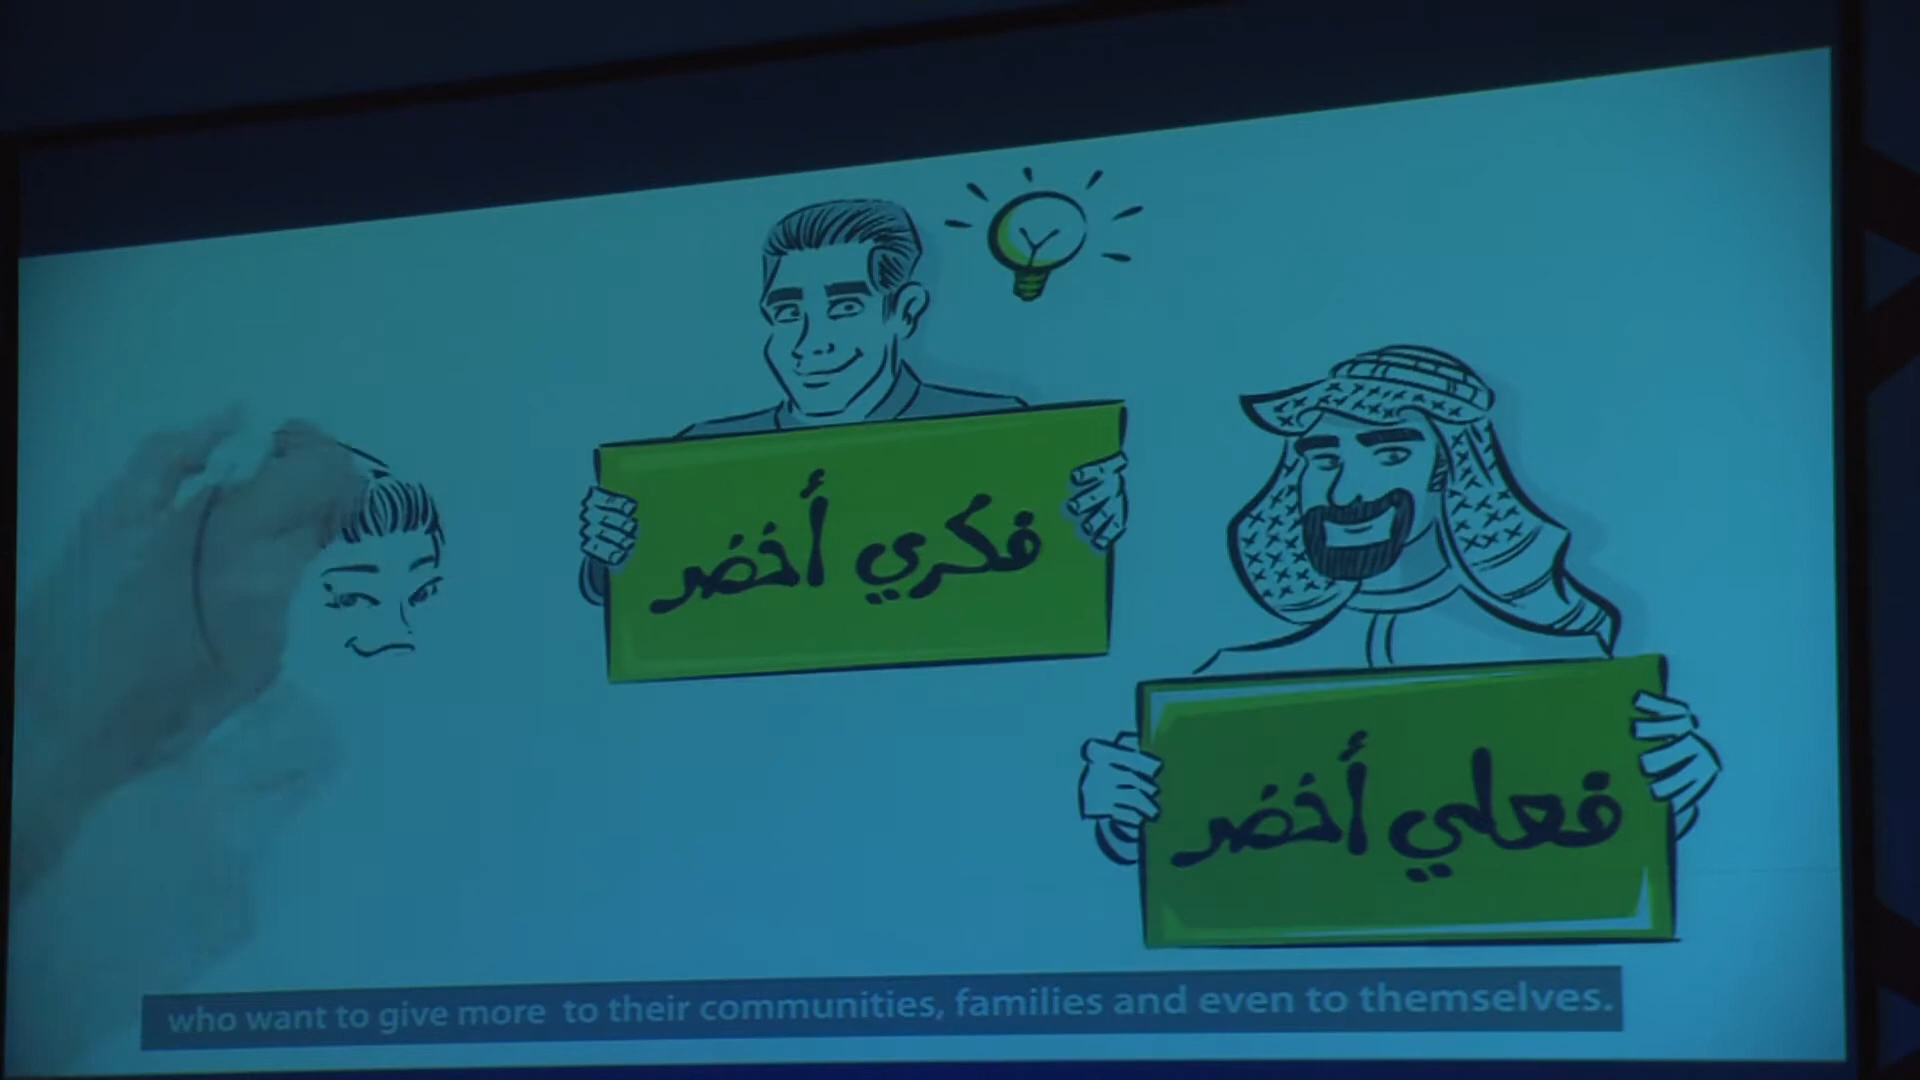 فكري أخضر
فعلي أخضر
who want to give more to their communities, families and even to themselves.